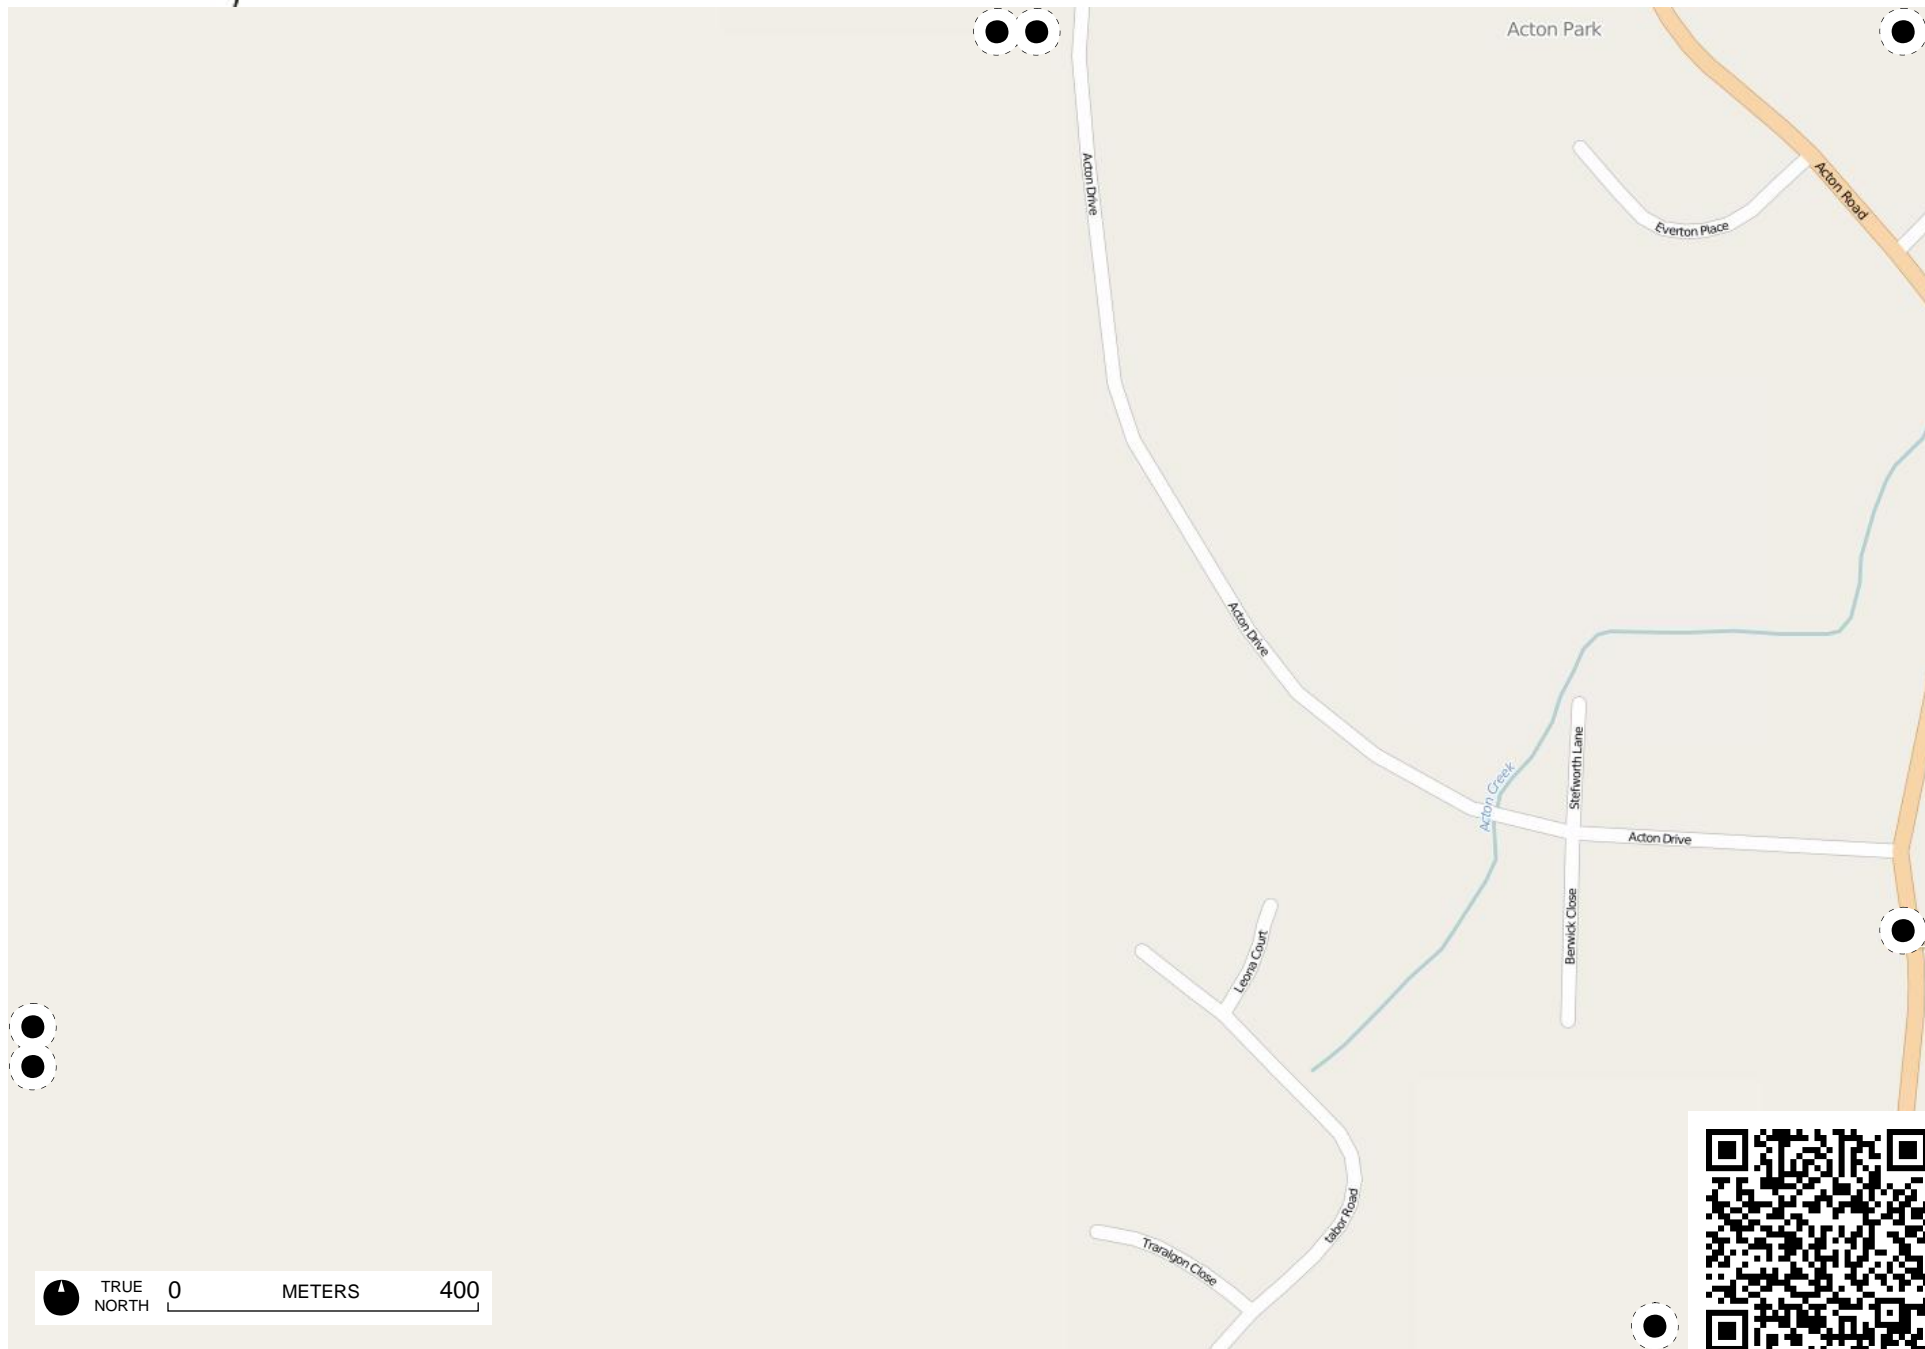 Acton Park
Acton Drive
Acton Road
Everton Place
Acton Drive
Stefworth Lane
Acton Creek
Acton Drive
Berwick Close
Leona Court
tabor Road
Traralgon Close
TRUE
NORTH
0 METERS 400